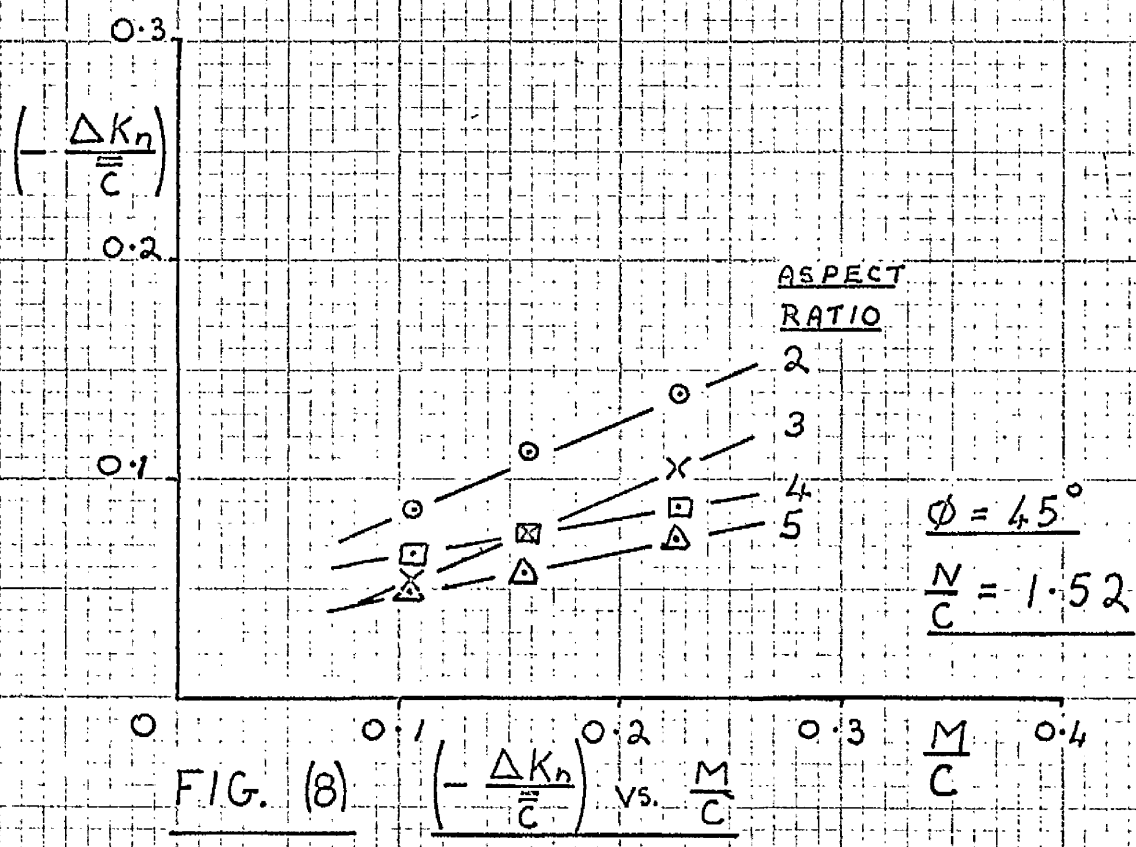 0.3
(- ΔKn / c̿)
0.2
ASPECT
RATIO
2
3
0.1
4
5
φ = 45°
N/C = 1.52
0 0.1 0.2 0.3 M/C 0.4
FIG. (8) (- ΔKn / c̿) vs. M/C